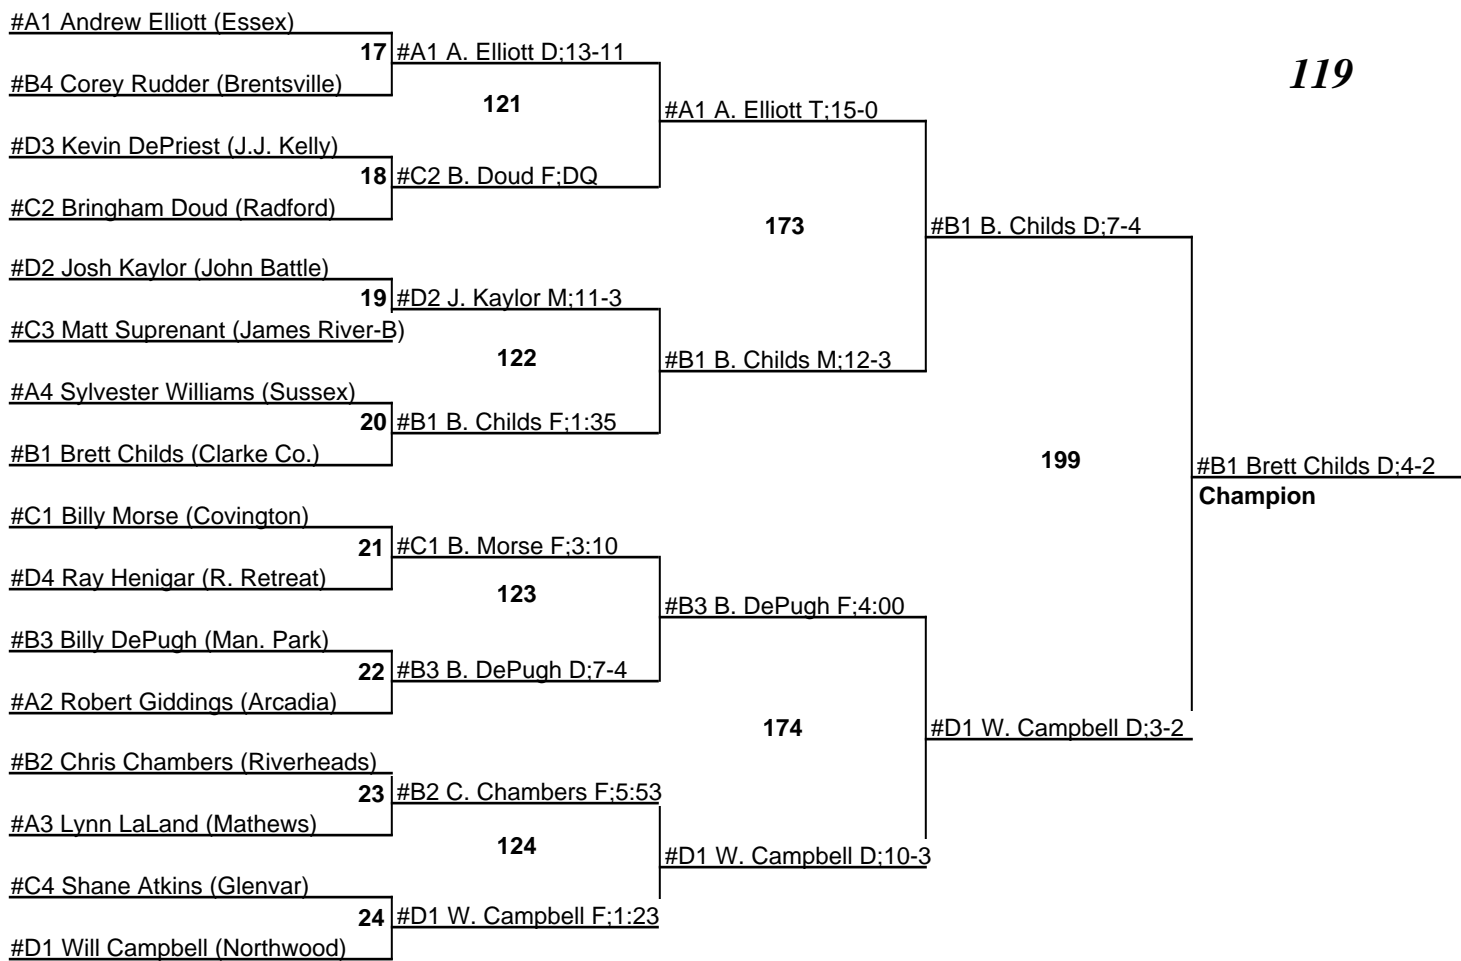 #A1 Andrew Elliott (Essex)
17 #A1 A. Elliott D;13-11
119
#B4 Corey Rudder (Brentsville)
121
#A1 A. Elliott T;15-0
#D3 Kevin DePriest (J.J. Kelly)
18 #C2 B. Doud F;DQ
#C2 Bringham Doud (Radford)
173
#B1 B. Childs D;7-4
#D2 Josh Kaylor (John Battle)
19 #D2 J. Kaylor M;11-3
#C3 Matt Suprenant (James River-B)
122
#B1 B. Childs M;12-3
#A4 Sylvester Williams (Sussex)
20 #B1 B. Childs F;1:35
#B1 Brett Childs (Clarke Co.)
199
#B1 Brett Childs D;4-2
Champion
#C1 Billy Morse (Covington)
21 #C1 B. Morse F;3:10
#D4 Ray Henigar (R. Retreat)
123
#B3 B. DePugh F;4:00
#B3 Billy DePugh (Man. Park)
22 #B3 B. DePugh D;7-4
#A2 Robert Giddings (Arcadia)
174
#D1 W. Campbell D;3-2
#B2 Chris Chambers (Riverheads)
23 #B2 C. Chambers F;5:53
#A3 Lynn LaLand (Mathews)
124
#D1 W. Campbell D;10-3
#C4 Shane Atkins (Glenvar)
24 #D1 W. Campbell F;1:23
#D1 Will Campbell (Northwood)